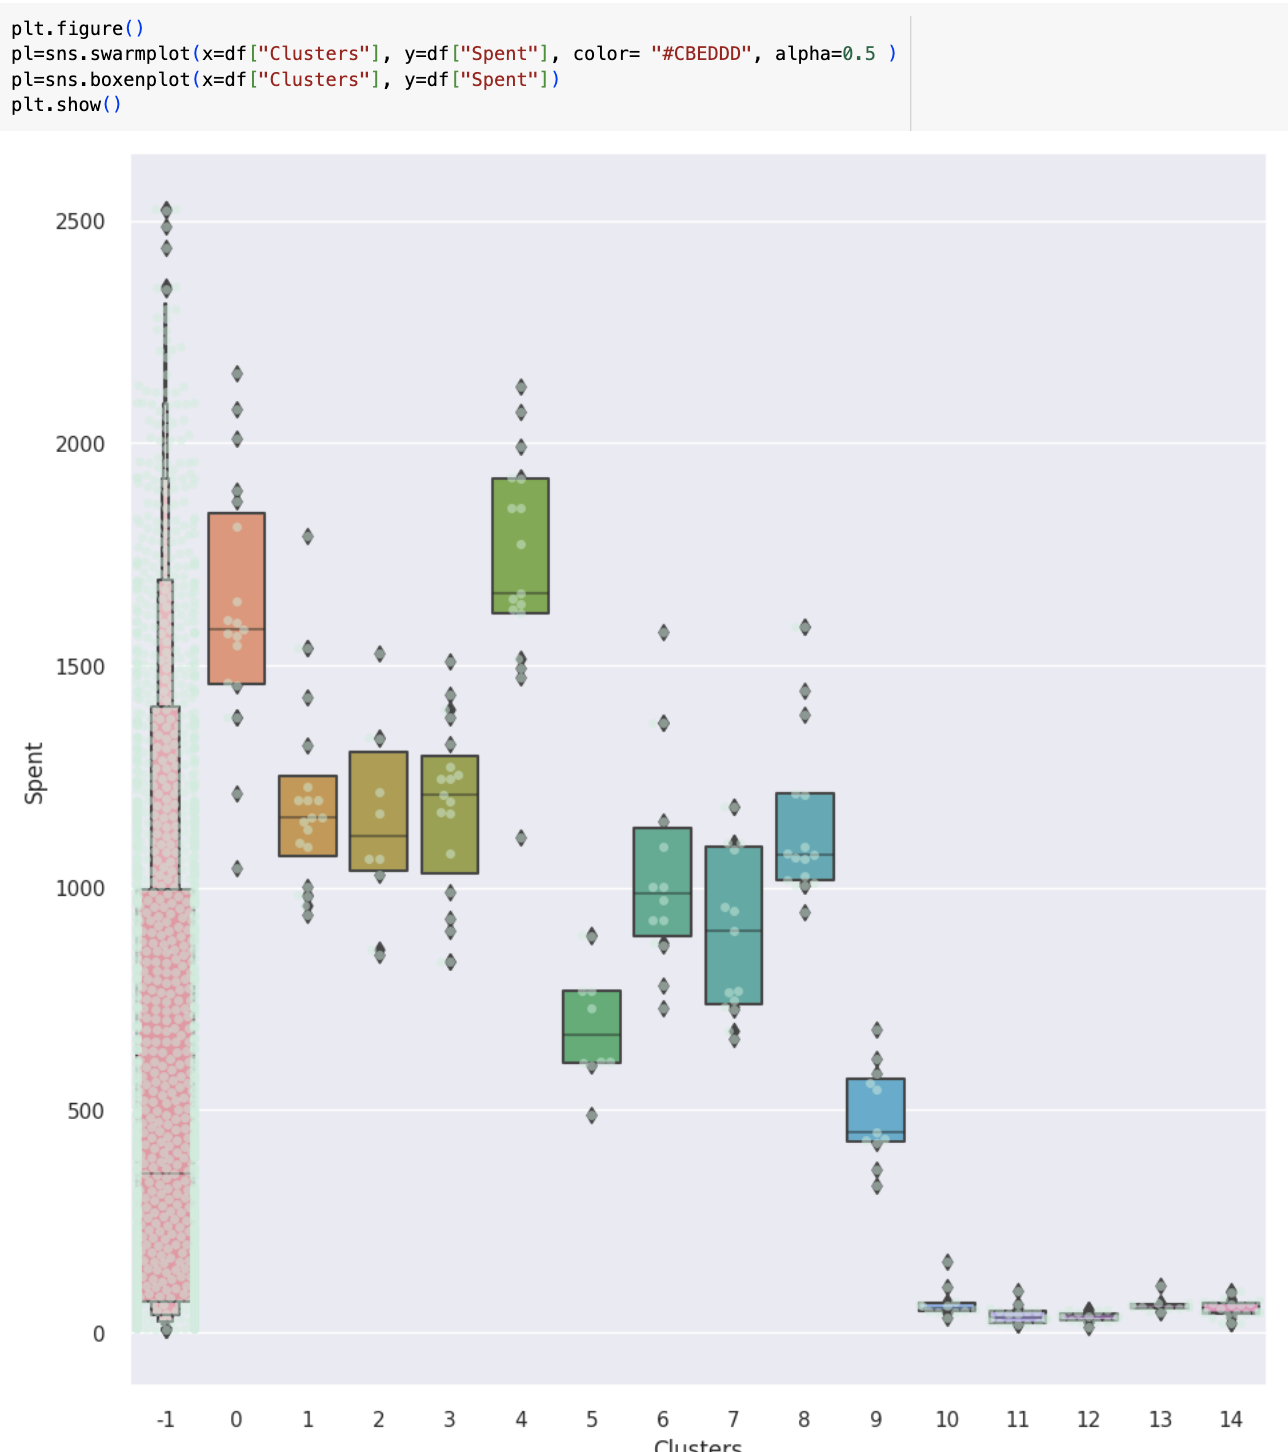 plt.figure()
pl=sns.swarmplot(x=df["Clusters"], y=df["Spent"], color= "#CBEDDD", alpha=0.5 )
pl=sns.boxenplot(x=df["Clusters"], y=df["Spent"])
plt.show()
2500
2000
1500
Spent
1000
500
0
-1 0 1 2 3 4 5 6 7 8 9 10 11 12 13 14
Clusters